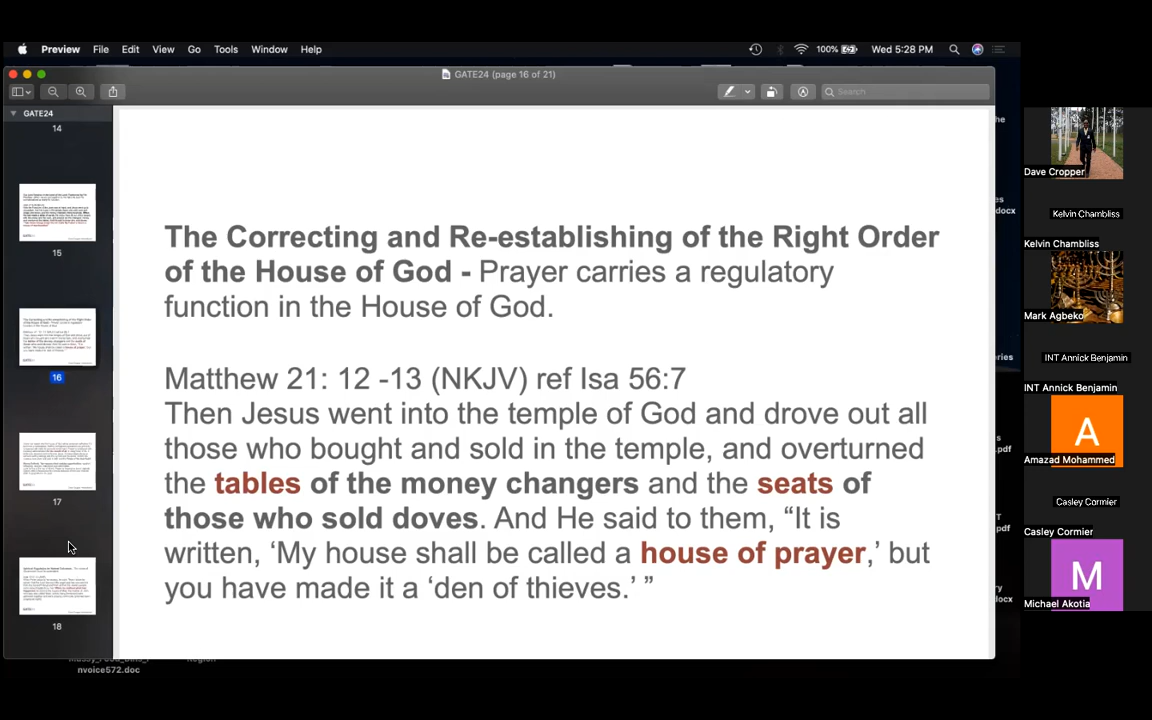 Preview File Edit View Go Tools Window Help 100% Wed 5:28 PM
GATE24 (page 16 of 21)
Search
GATE24
14
15
16
17
18
The Correcting and Re-establishing of the Right Order
of the House of God - Prayer carries a regulatory
function in the House of God.
Matthew 21: 12 -13 (NKJV) ref Isa 56:7
Then Jesus went into the temple of God and drove out all
those who bought and sold in the temple, and overturned
the tables of the money changers and the seats of
those who sold doves. And He said to them, “It is
written, ‘My house shall be called a house of prayer,’ but
you have made it a ‘den of thieves.’ ”
nvoice572.doc
Dave Cropper
Kelvin Chambliss
Kelvin Chambliss
Mark Agbeko
INT Annick Benjamin
INT Annick Benjamin
A
Amazad Mohammed
Casley Cormier
Casley Cormier
M
Michael Akotia